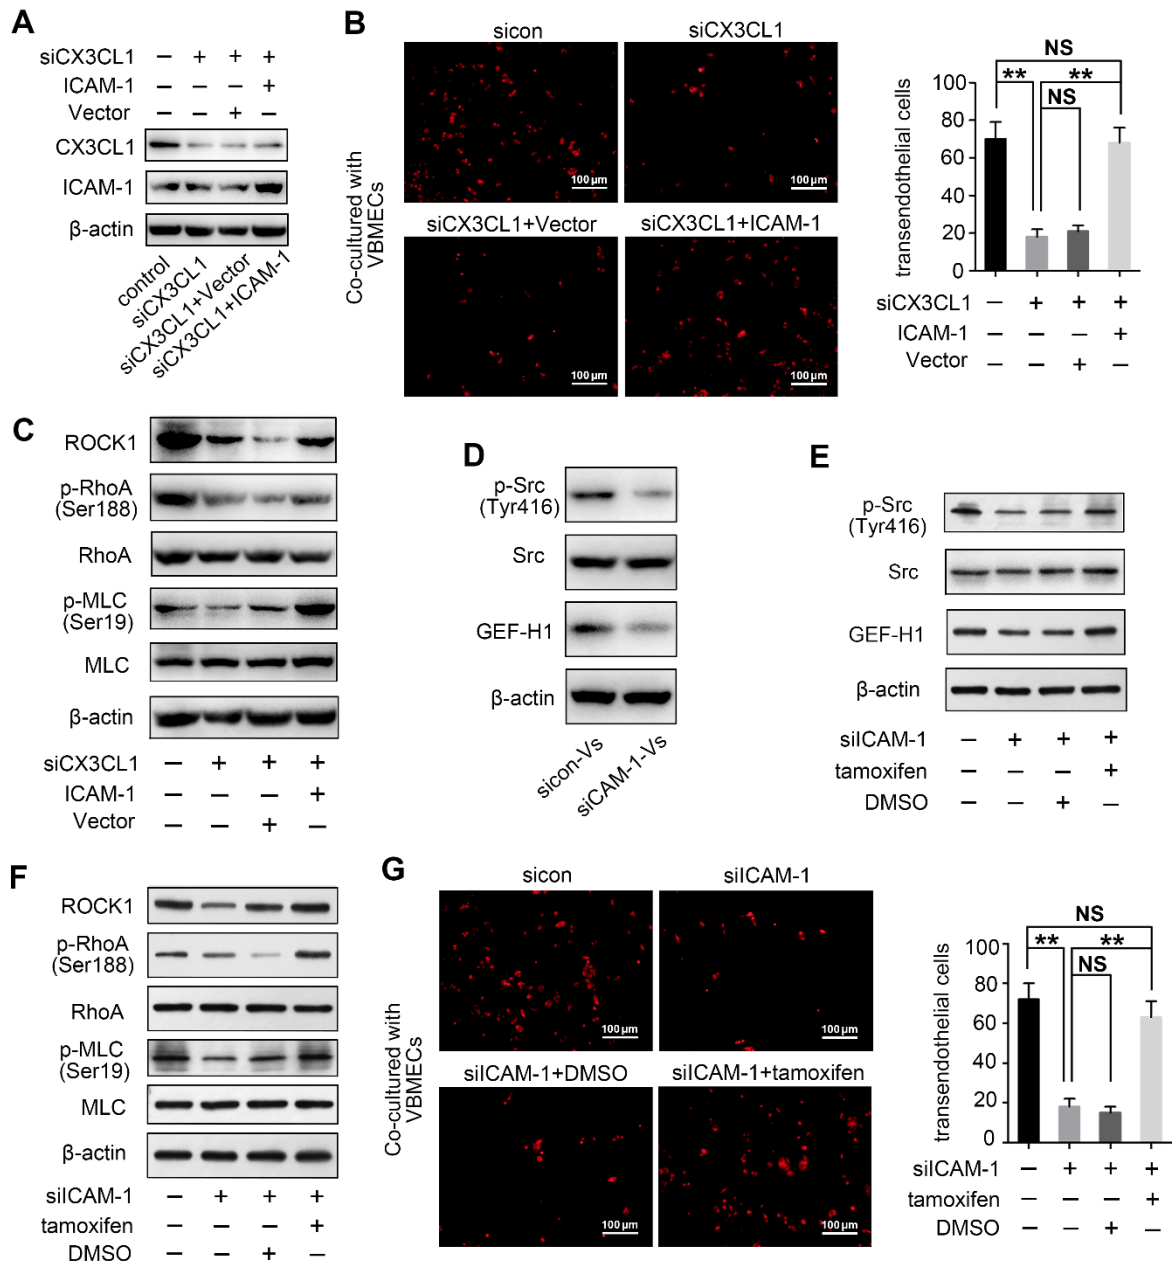 A
siCX3CL1 – + + +
ICAM-1 – – – +
Vector – – + –
CX3CL1
ICAM-1
β-actin
control
siCX3CL1
siCX3CL1+Vector
siCX3CL1+ICAM-1
B
sicon
siCX3CL1
100 μm
100 μm
siCX3CL1+Vector
siCX3CL1+ICAM-1
100 μm
100 μm
Co-cultured with
VBMECs
NS
** **
NS
100
80
60
40
20
0
transendothelial cells
siCX3CL1 – + + +
ICAM-1 – – – +
Vector – – + –
C
ROCK1
p-RhoA
(Ser188)
RhoA
p-MLC
(Ser19)
MLC
β-actin
siCX3CL1 – + + +
ICAM-1 – – – +
Vector – – + –
D
p-Src
(Tyr416)
Src
GEF-H1
β-actin
sicon-Vs
siCAM-1-Vs
E
p-Src
(Tyr416)
Src
GEF-H1
β-actin
siICAM-1 – + + +
tamoxifen – – – +
DMSO – – + –
F
ROCK1
p-RhoA
(Ser188)
RhoA
p-MLC
(Ser19)
MLC
β-actin
siICAM-1 – + + +
tamoxifen – – – +
DMSO – – + –
G
sicon
siICAM-1
100 μm
100 μm
siICAM-1+DMSO
siICAM-1+tamoxifen
100 μm
100 μm
Co-cultured with
VBMECs
NS
** **
NS
100
80
60
40
20
0
transendothelial cells
siICAM-1 – + + +
tamoxifen – – – +
DMSO – – + –